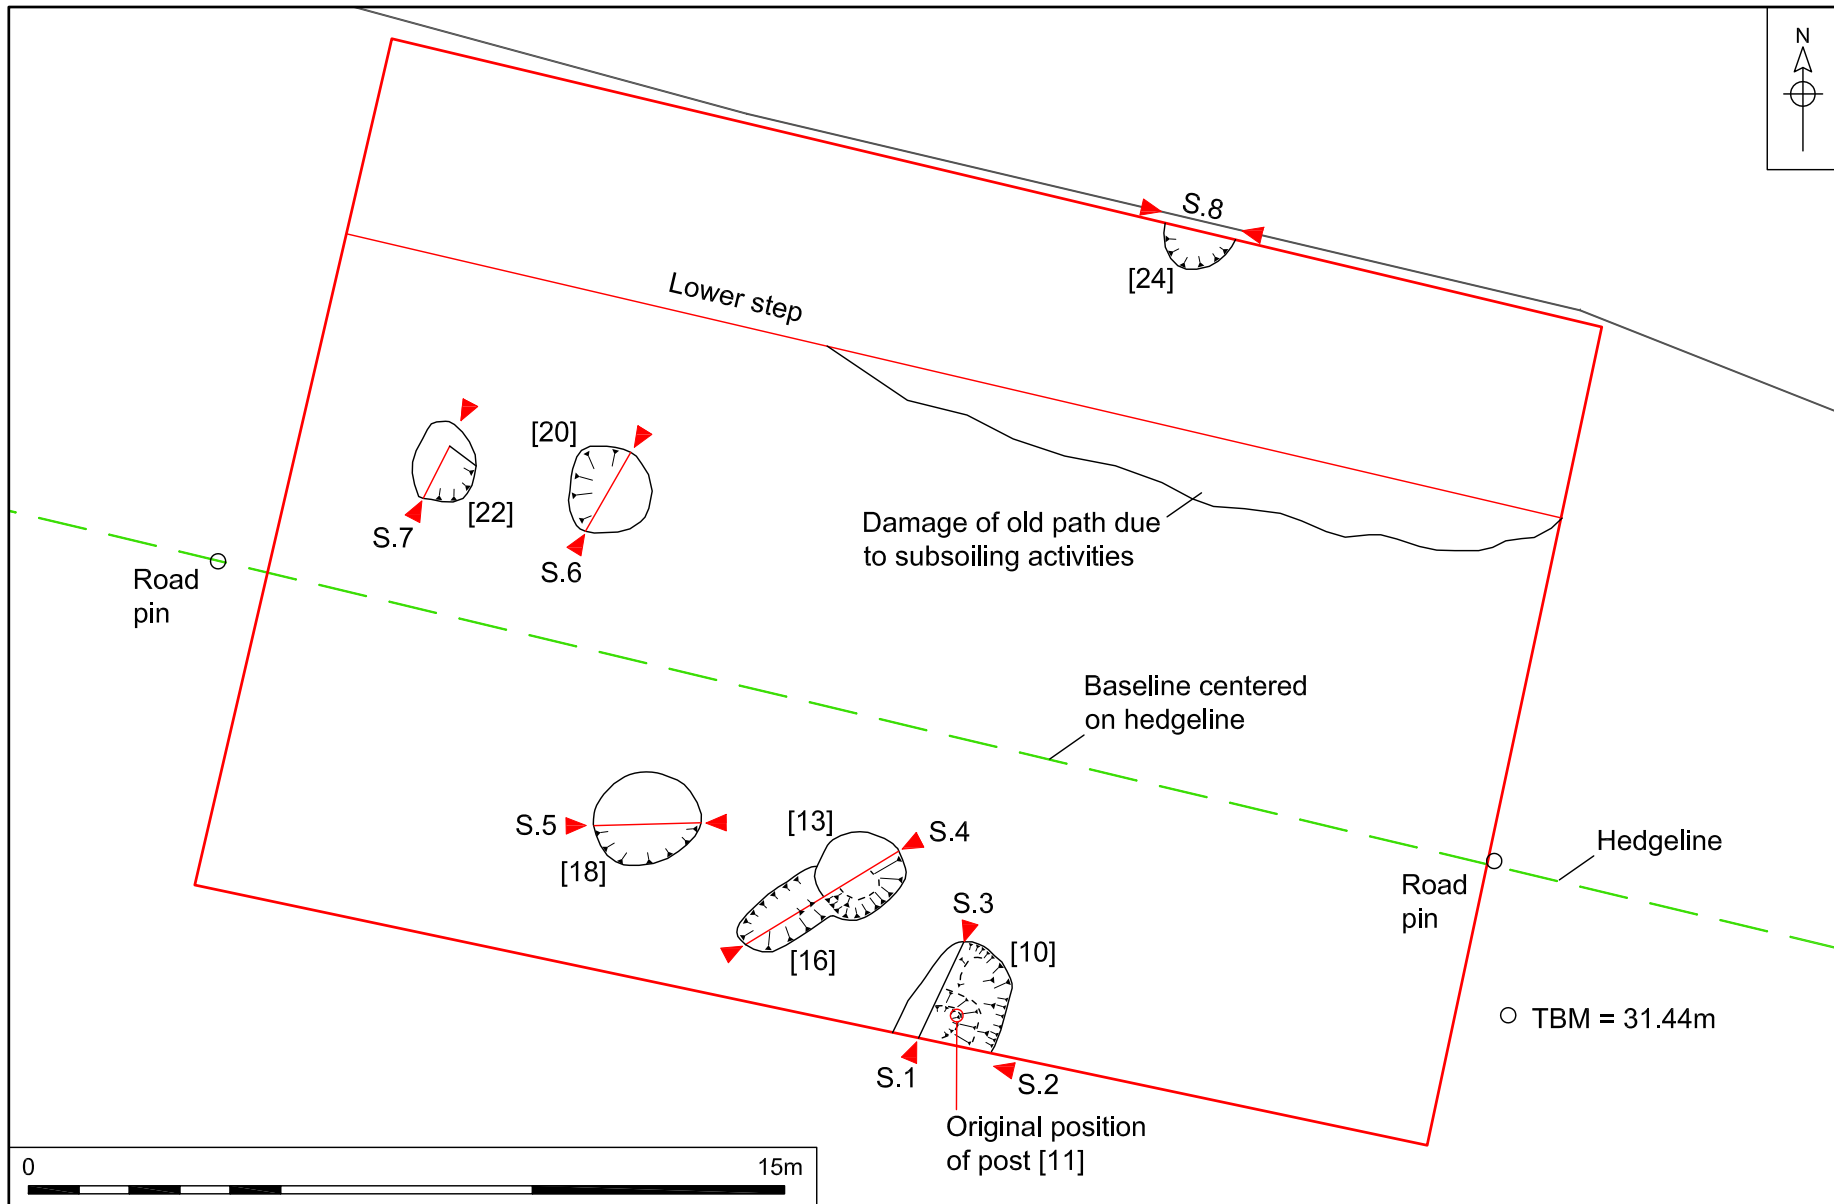 N
S.8
[24]
Lower step
[20]
[22]
S.7
S.6
Damage of old path due
to subsoiling activities
Road
pin
Baseline centered
on hedgeline
S.5
[18]
[13]
S.4
[16]
Hedgeline
Road
pin
S.3
[10]
TBM = 31.44m
S.1
S.2
Original position
of post [11]
0
15m